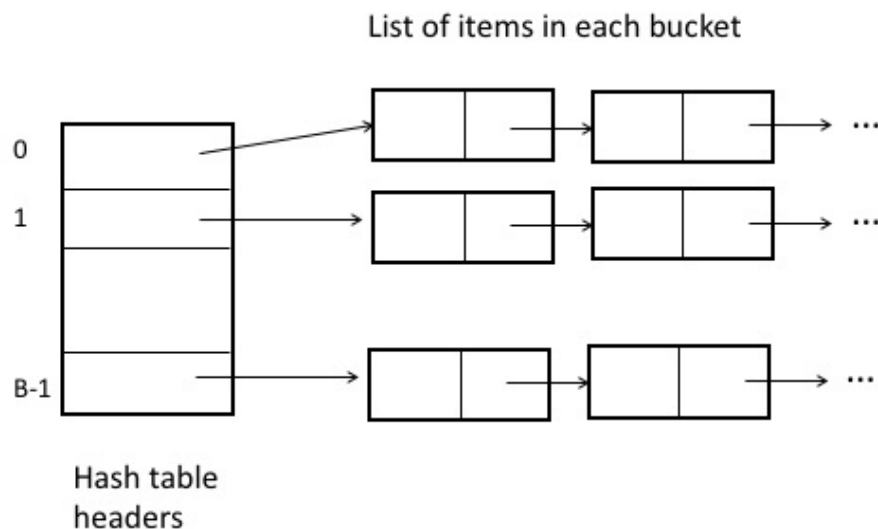 List of items in each bucket
0
...
1
...
B-1
...
Hash table
headers